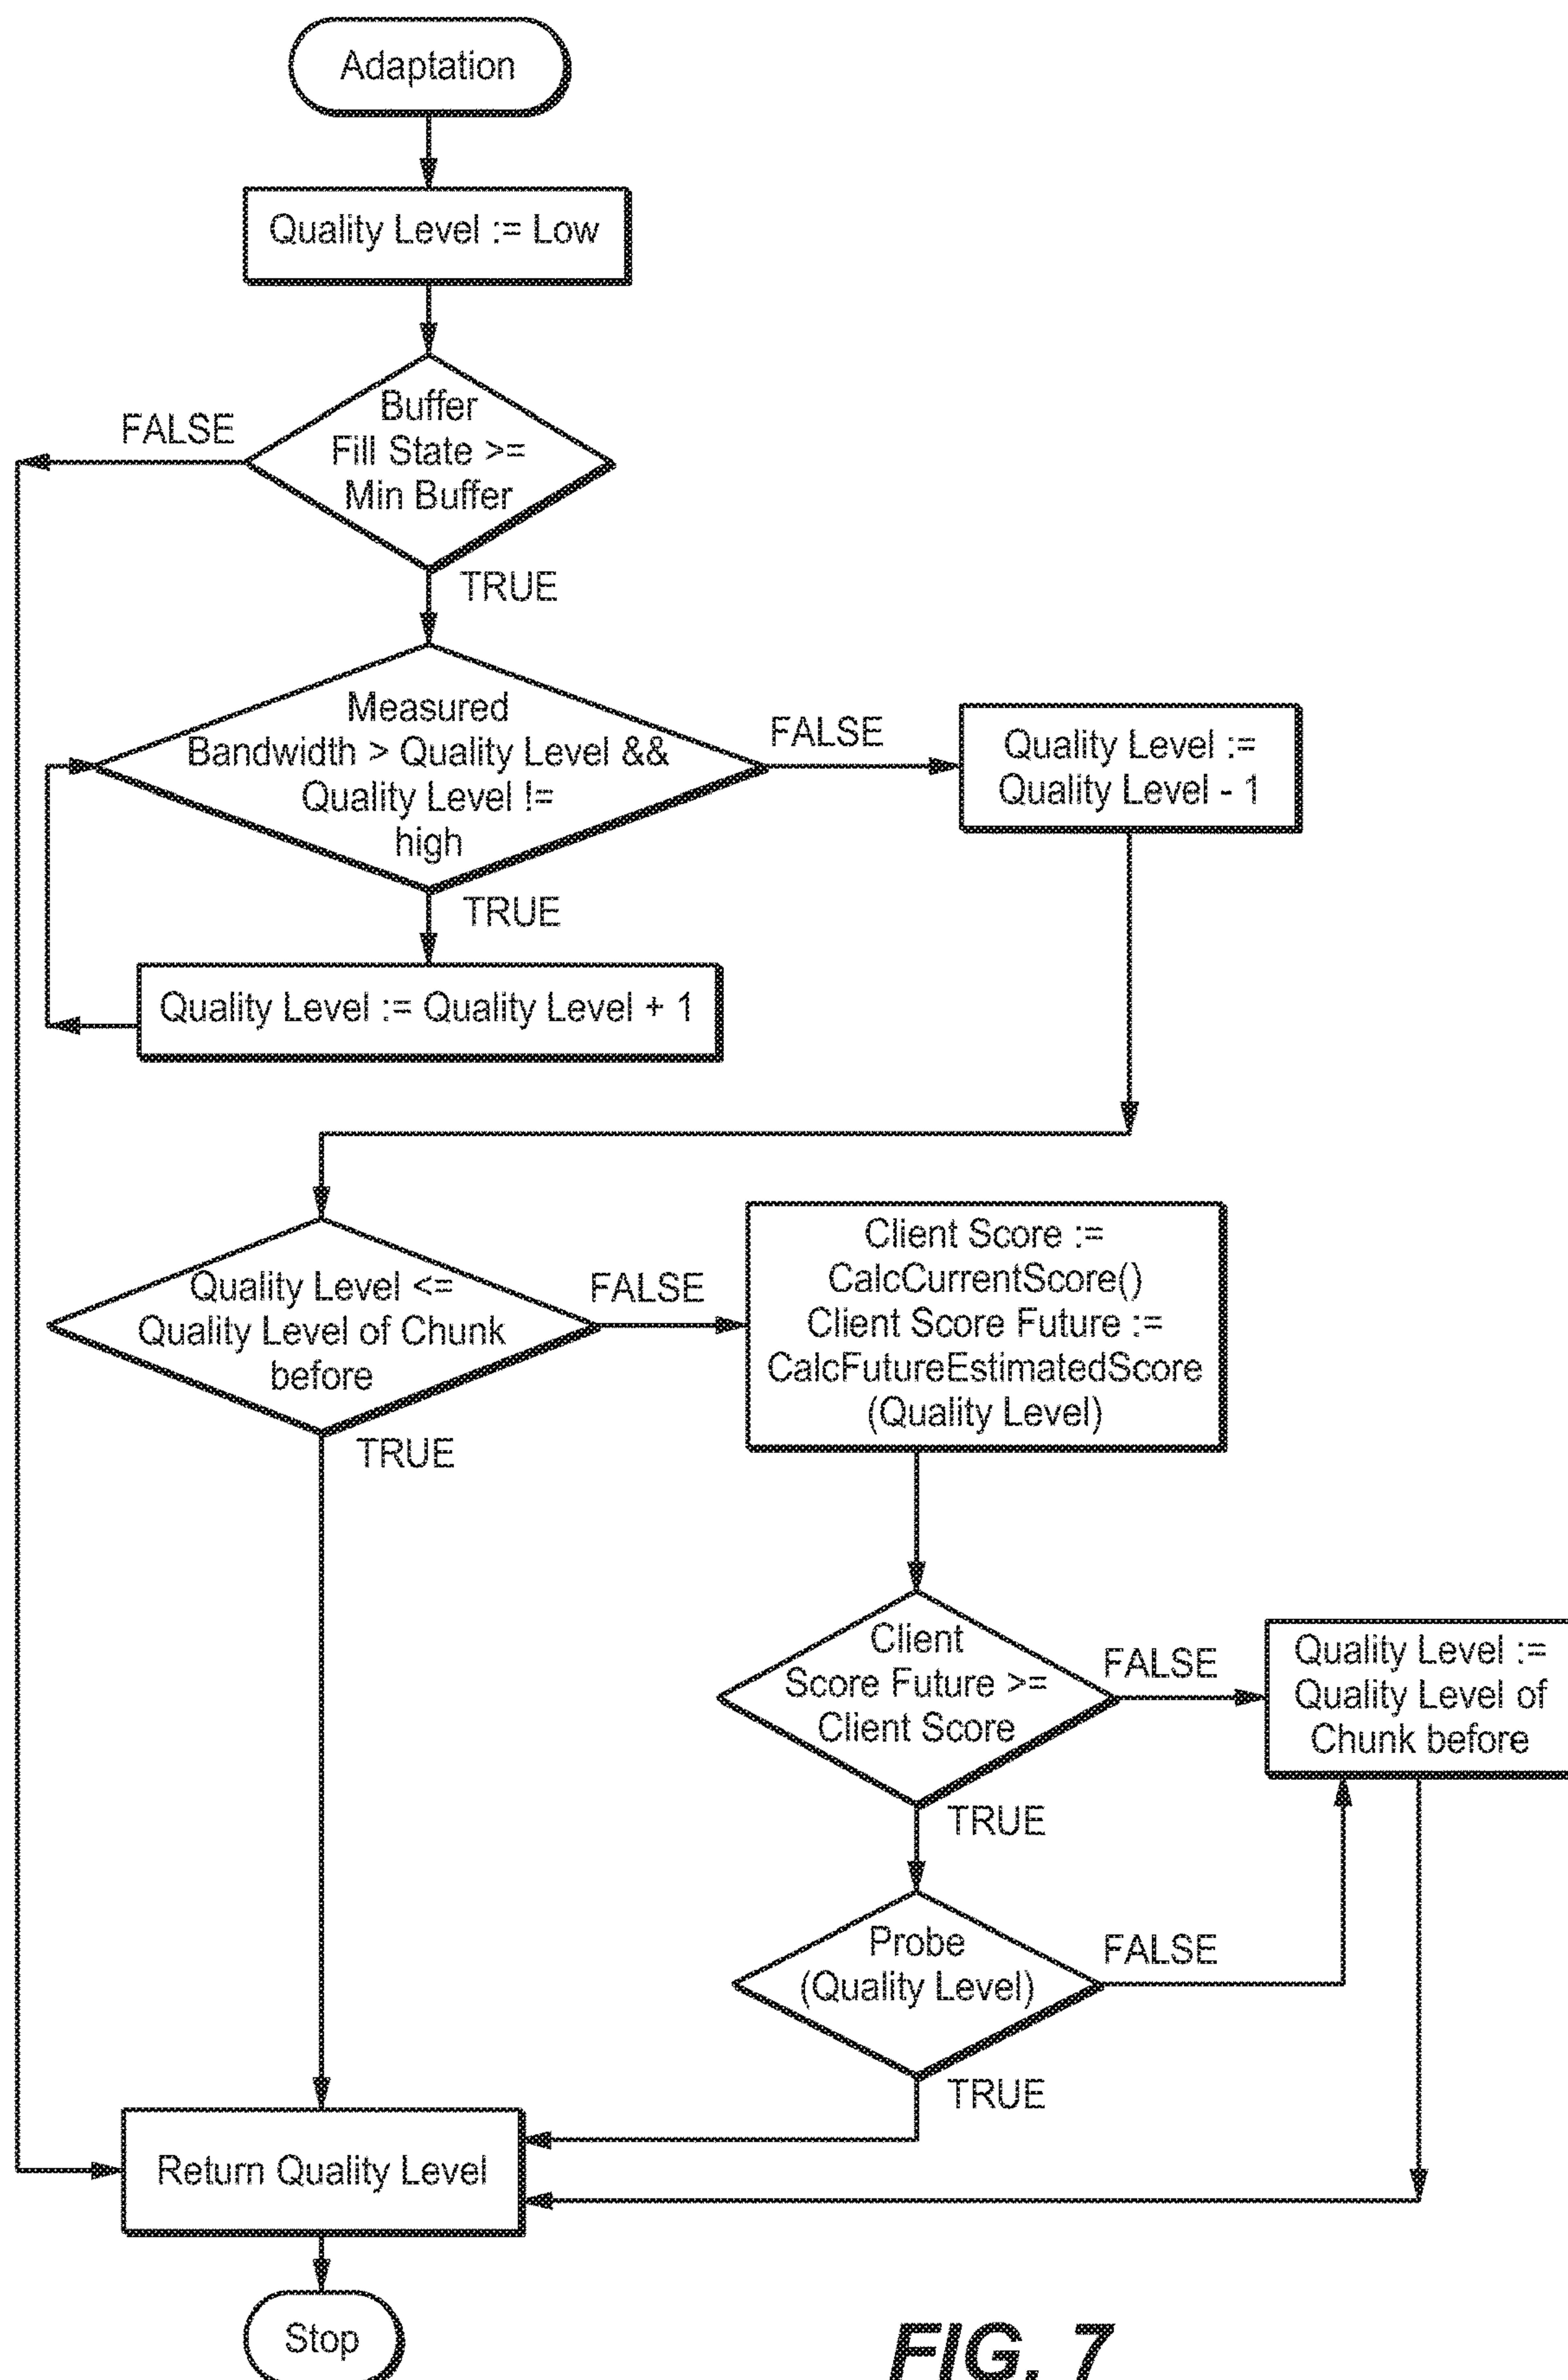 Adaptation
Quality Level := Low
Buffer
Fill State >=
Min Buffer
FALSE
TRUE
Measured
Bandwidth > Quality Level &&
Quality Level !=
high
FALSE
Quality Level :=
Quality Level - 1
TRUE
Quality Level := Quality Level + 1
Quality Level <=
Quality Level of Chunk
before
FALSE
TRUE
Client Score :=
CalcCurrentScore()
Client Score Future :=
CalcFutureEstimatedScore
(Quality Level)
Client
Score Future >=
Client Score
FALSE
Quality Level :=
Quality Level of
Chunk before
TRUE
Probe
(Quality Level)
FALSE
TRUE
Return Quality Level
Stop
FIG. 7